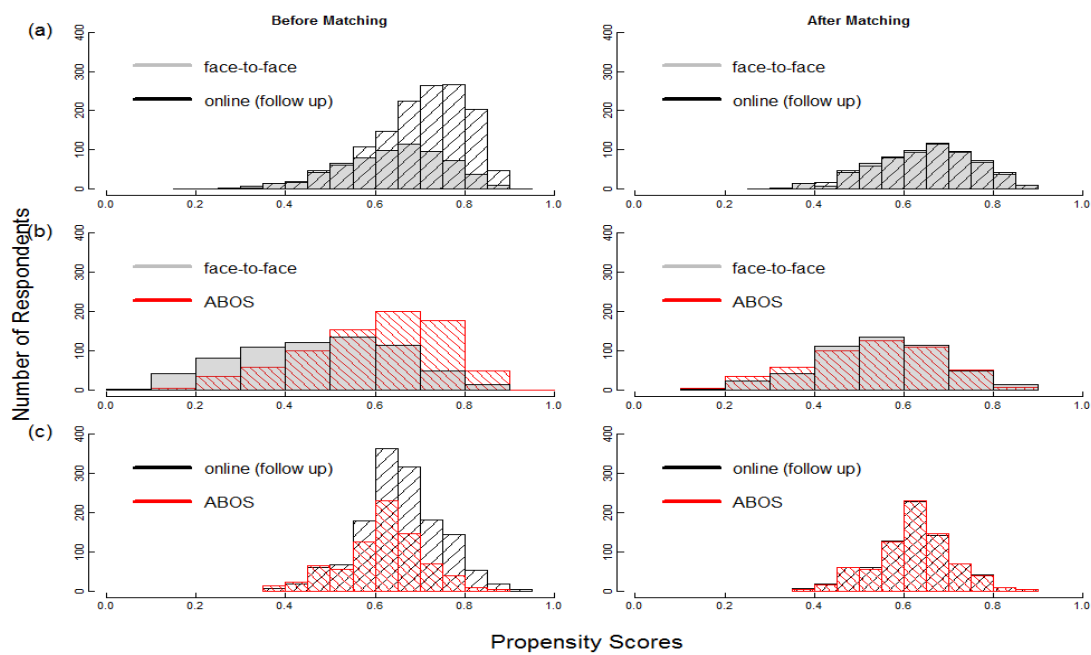 Before Matching
After Matching
(a)
400
300
200
100
0
face-to-face
online (follow up)
0.0 0.2 0.4 0.6 0.8 1.0
400
300
200
100
0
face-to-face
online (follow up)
0.0 0.2 0.4 0.6 0.8 1.0
Number of Respondents
(b)
400
300
200
100
0
face-to-face
ABOS
0.0 0.2 0.4 0.6 0.8 1.0
400
300
200
100
0
face-to-face
ABOS
0.0 0.2 0.4 0.6 0.8 1.0
(c)
400
300
200
100
0
online (follow up)
ABOS
0.0 0.2 0.4 0.6 0.8 1.0
400
300
200
100
0
online (follow up)
ABOS
0.0 0.2 0.4 0.6 0.8 1.0
Propensity Scores